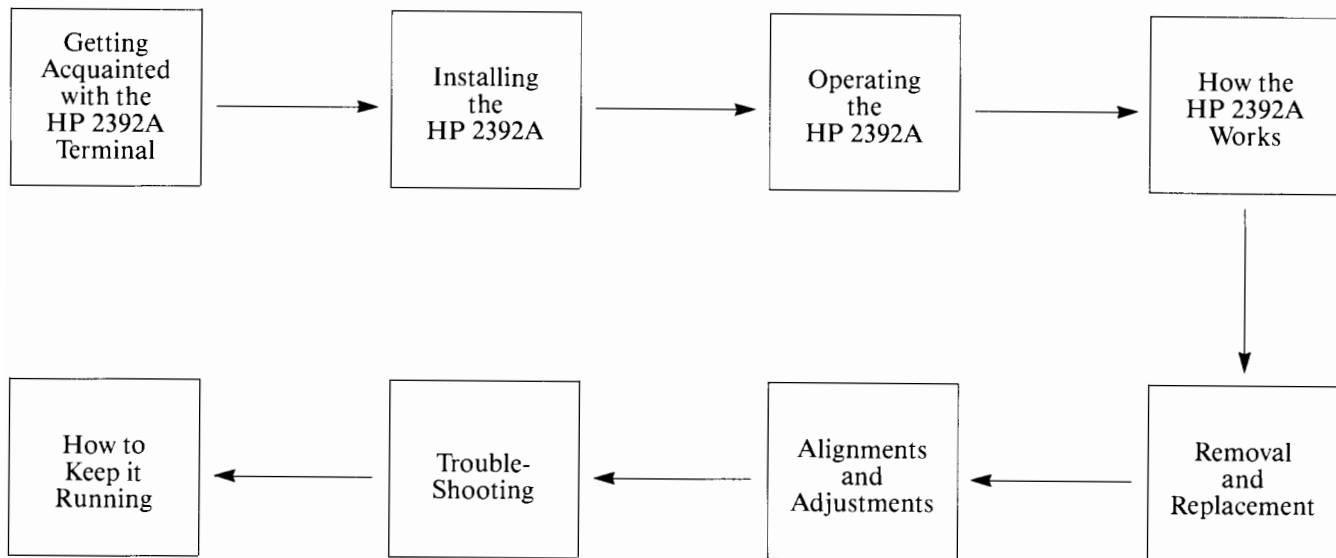 Getting
Acquainted
with the
HP 2392A
Terminal
Installing
the
HP 2392A
Operating
the
HP 2392A
How the
HP 2392A
Works
Removal
and
Replacement
Alignments
and
Adjustments
Trouble-
Shooting
How to
Keep it
Running